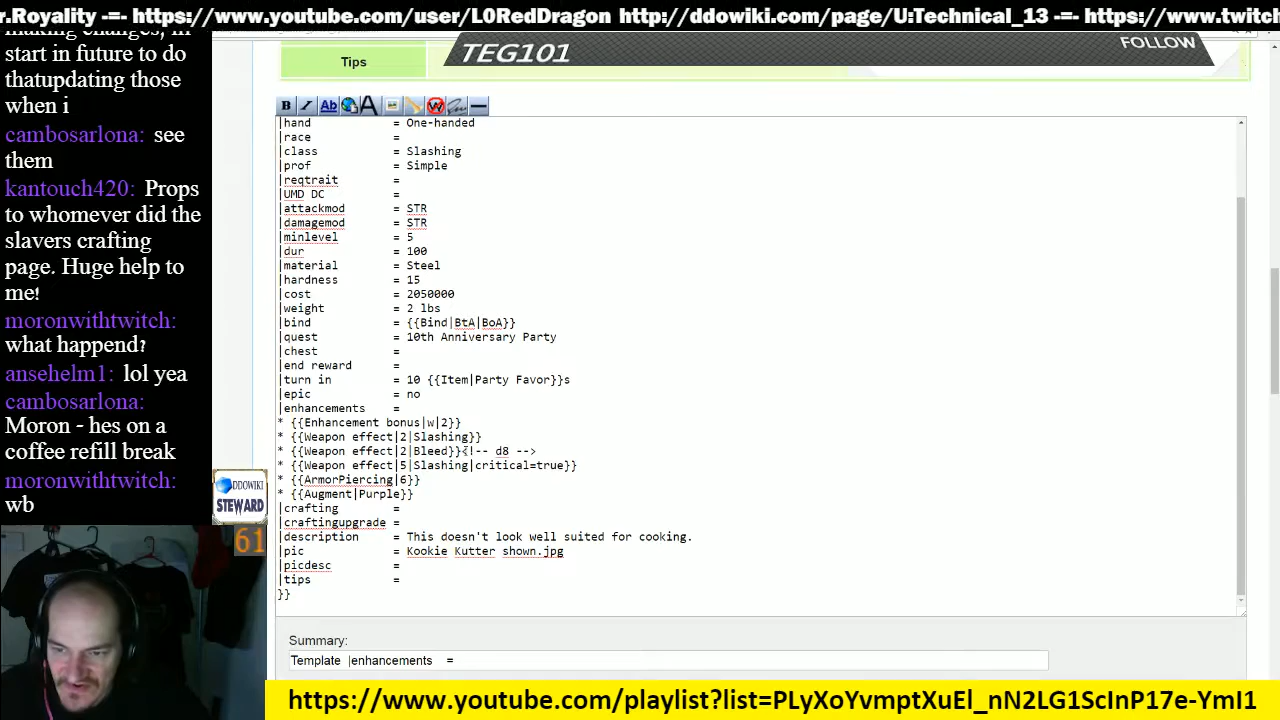 r.Royality -=- https://www.youtube.com/user/L0RedDragon http://ddowiki.com/page/U:Technical_13 -=- https://www.twitch
making changes, in
start in future to do
thatupdating those
when i
cambosarlona: see
them
kantouch420: Props
to whomever did the
slavers crafting
page. Huge help to
me!
moronwithtwitch:
what happend?
ansehelm1: lol yea
cambosarlona:
Moron - hes on a
coffee refill break
moronwithtwitch:
wb
DDOWIKI
STEWARD
61
Tips
TEG101
FOLLOW
B I Ab A W
|hand = One-handed
|race =
|class = Slashing
|prof = Simple
|reqtrait =
|UMD DC =
|attackmod = STR
|damagemod = STR
|minlevel = 5
|dur = 100
|material = Steel
|hardness = 15
|cost = 2050000
|weight = 2 lbs
|bind = {{Bind|BtA|BoA}}
|quest = 10th Anniversary Party
|chest =
|end reward =
|turn in = 10 {{Item|Party Favor}}s
|epic = no
|enhancements =
* {{Enhancement bonus|w|2}}
* {{Weapon effect|2|Slashing}}
* {{Weapon effect|2|Bleed}}<!-- d8 -->
* {{Weapon effect|5|Slashing|critical=true}}
* {{ArmorPiercing|6}}
* {{Augment|Purple}}
|crafting =
|craftingupgrade =
|description = This doesn't look well suited for cooking.
|pic = Kookie Kutter shown.jpg
|picdesc =
|tips =
}}
Summary:
Template |enhancements =
https://www.youtube.com/playlist?list=PLyXoYvmptXuEl_nN2LG1ScInP17e-YmI1